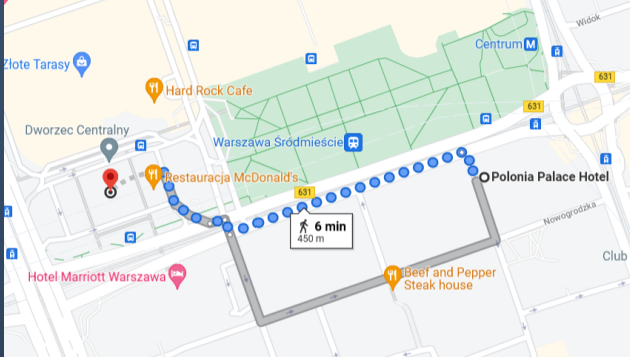 Widok
Centrum M
Złote Tarasy
631
Hard Rock Cafe
631
Dworzec Centralny
Warszawa Śródmieście
Restauracja McDonald's
Polonia Palace Hotel
631
6 min
450 m
Nowogrodzka
Club
Hotel Marriott Warszawa
Beef and Pepper
Steak house